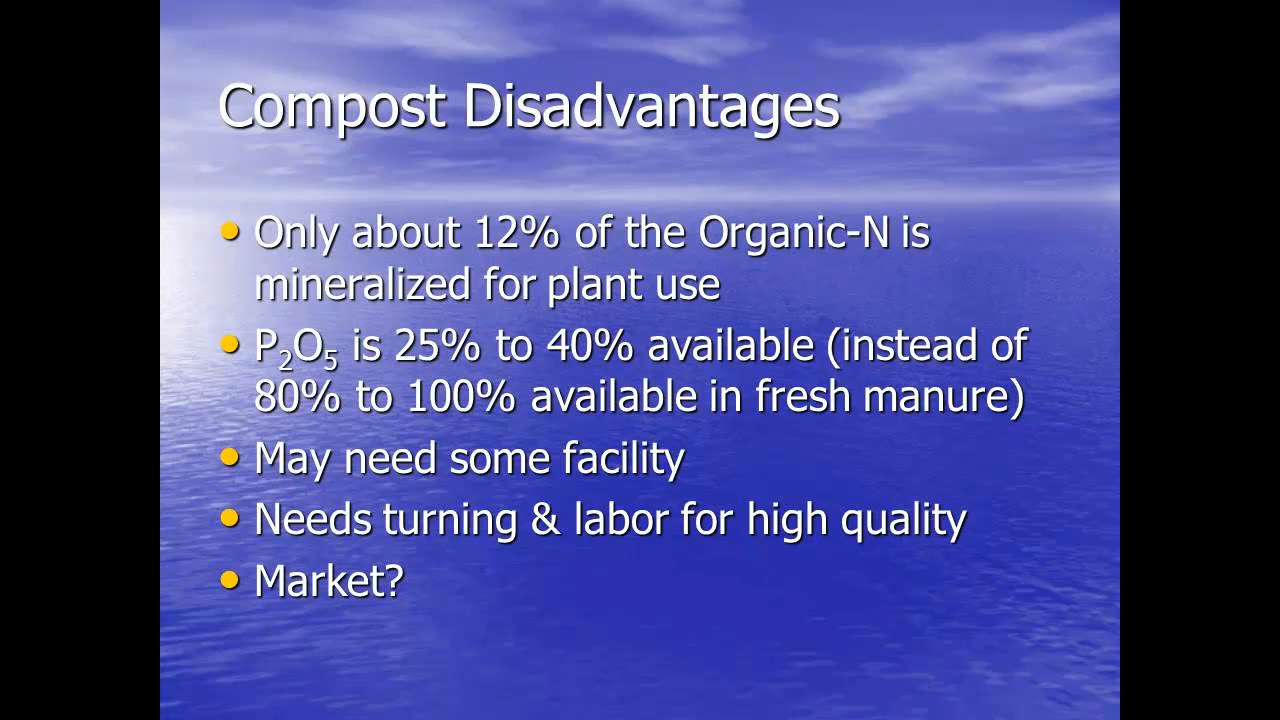 Compost Disadvantages
• Only about 12% of the Organic-N is
mineralized for plant use
• P₂O₅ is 25% to 40% available (instead of
80% to 100% available in fresh manure)
• May need some facility
• Needs turning & labor for high quality
• Market?